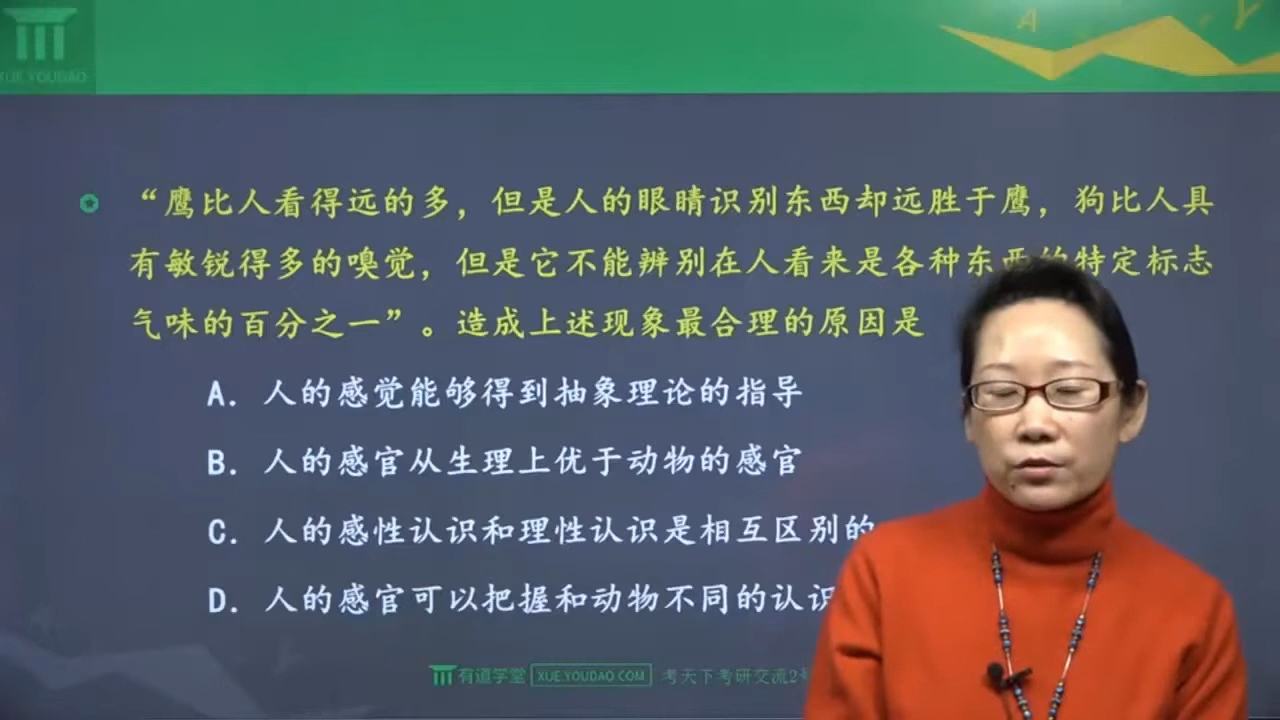 XUE.YOUDAO
“鹰比人看得远的多，但是人的眼睛识别东西却远胜于鹰，狗比人具
有敏锐得多的嗅觉，但是它不能辨别在人看来是各种东西的特定标志
气味的百分之一”。造成上述现象最合理的原因是
A. 人的感觉能够得到抽象理论的指导
B. 人的感官从生理上优于动物的感官
C. 人的感性认识和理性认识是相互区别的
D. 人的感官可以把握和动物不同的认识
有道学堂 XUE.YOUDAO.COM 考天下考研交流2